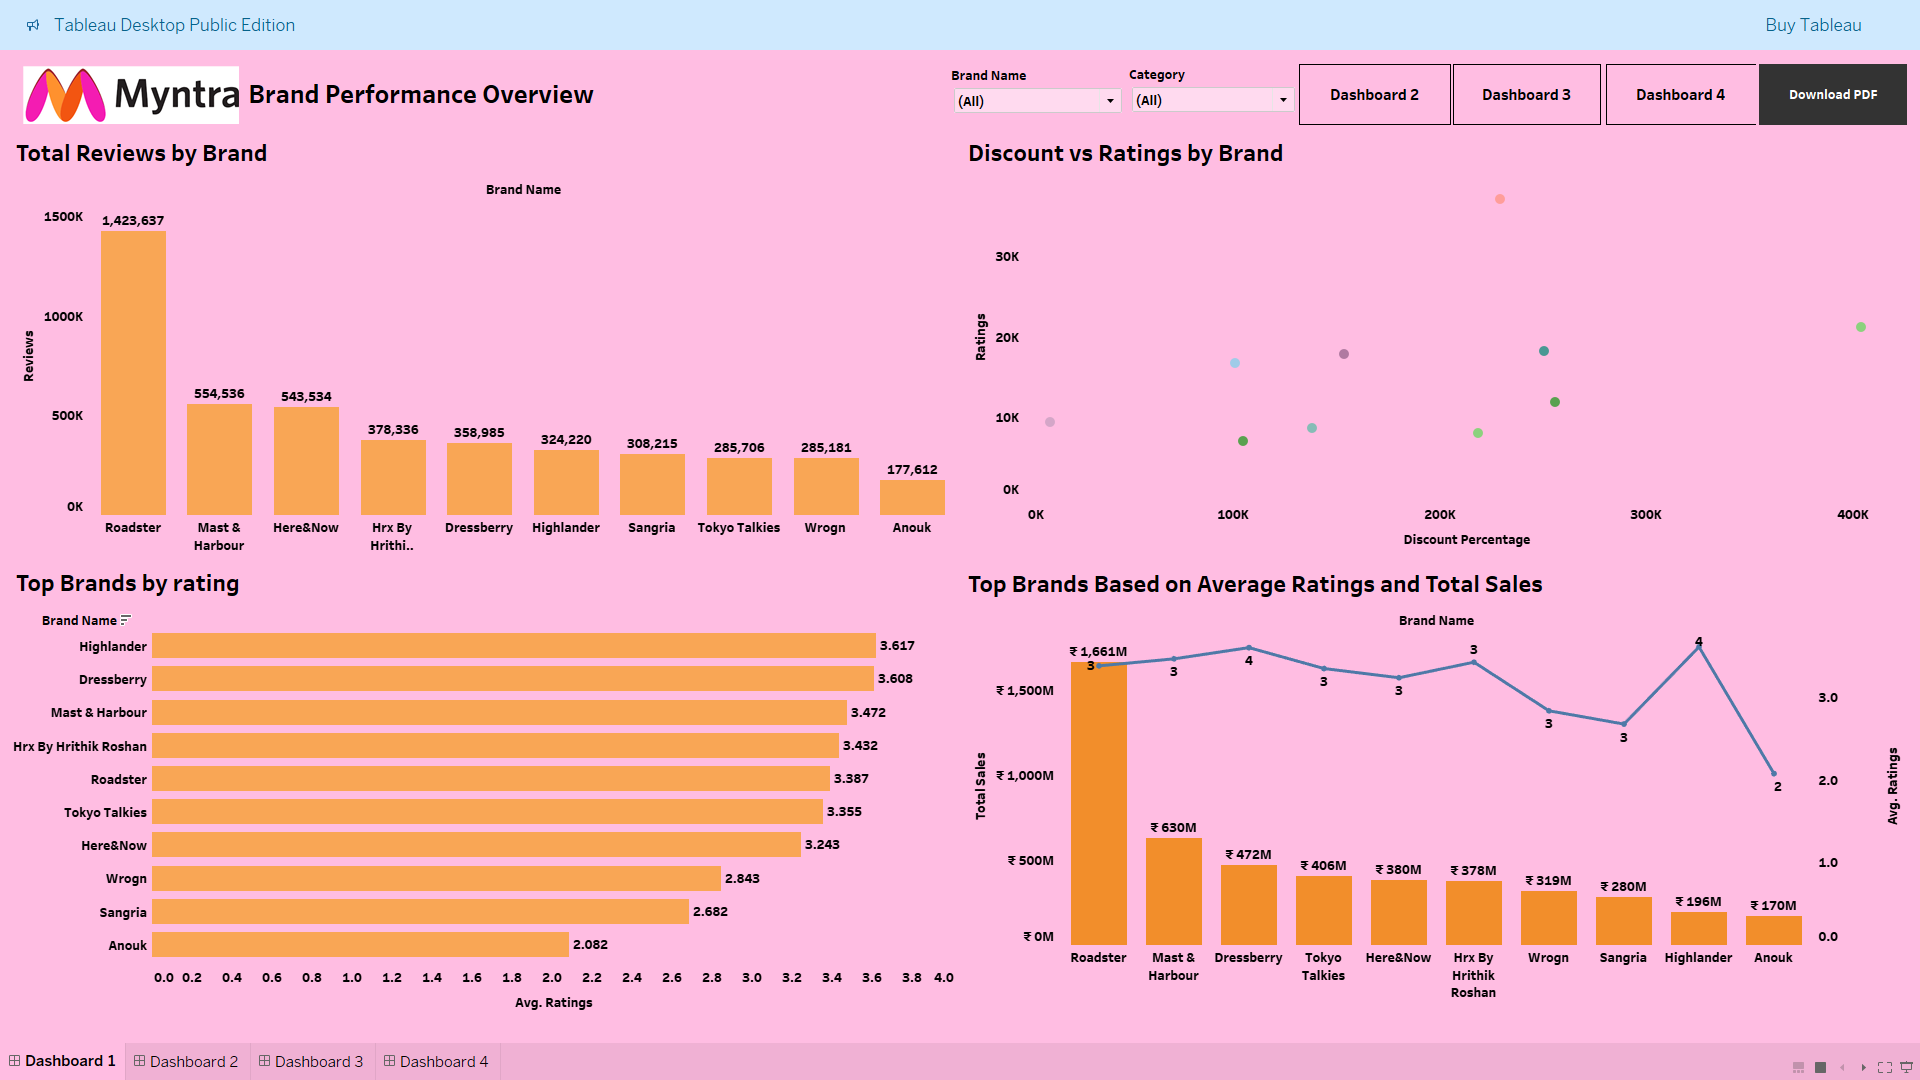 Tableau Desktop Public Edition
Buy Tableau
Myntra
Brand Performance Overview
Brand Name
(All)
Category
(All)
Dashboard 2
Dashboard 3
Dashboard 4
Download PDF
Total Reviews by Brand
Brand Name
Reviews
1500K
1000K
500K
0K
1,423,637
554,536
543,534
378,336
358,985
324,220
308,215
285,706
285,181
177,612
Roadster
Mast &
Harbour
Here&Now
Hrx By
Hrithi..
Dressberry
Highlander
Sangria
Tokyo Talkies
Wrogn
Anouk
Discount vs Ratings by Brand
Ratings
30K
20K
10K
0K
0K
100K
200K
300K
400K
Discount Percentage
Top Brands by rating
Brand Name
Highlander 3.617
Dressberry 3.608
Mast & Harbour 3.472
Hrx By Hrithik Roshan 3.432
Roadster 3.387
Tokyo Talkies 3.355
Here&Now 3.243
Wrogn 2.843
Sangria 2.682
Anouk 2.082
0.0 0.2 0.4 0.6 0.8 1.0 1.2 1.4 1.6 1.8 2.0 2.2 2.4 2.6 2.8 3.0 3.2 3.4 3.6 3.8 4.0
Avg. Ratings
Top Brands Based on Average Ratings and Total Sales
Brand Name
Total Sales
₹ 1,500M
₹ 1,000M
₹ 500M
₹ 0M
₹ 1,661M
₹ 630M
₹ 472M
₹ 406M
₹ 380M
₹ 378M
₹ 319M
₹ 280M
₹ 196M
₹ 170M
3
3
4
3
3
3
3
3
4
2
3.0
2.0
1.0
0.0
Avg. Ratings
Roadster
Mast &
Harbour
Dressberry
Tokyo
Talkies
Here&Now
Hrx By
Hrithik
Roshan
Wrogn
Sangria
Highlander
Anouk
Dashboard 1
Dashboard 2
Dashboard 3
Dashboard 4